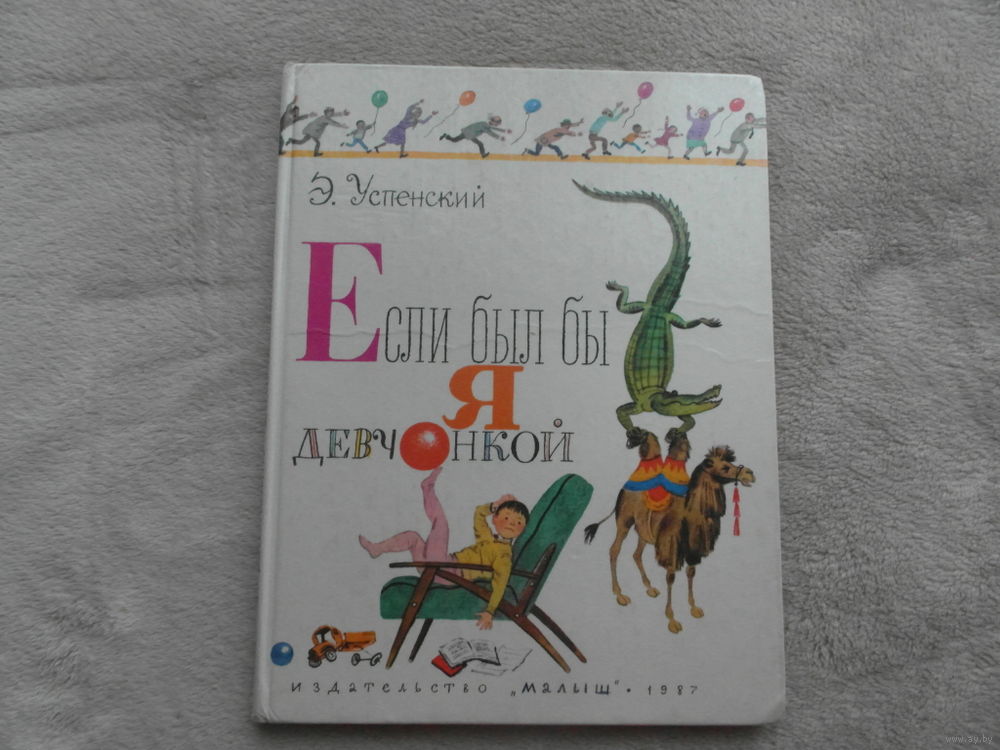 Э. Успенский
Если был бы
Я
девчонкой
издательство „малыш“ • 1987
www.ay.by